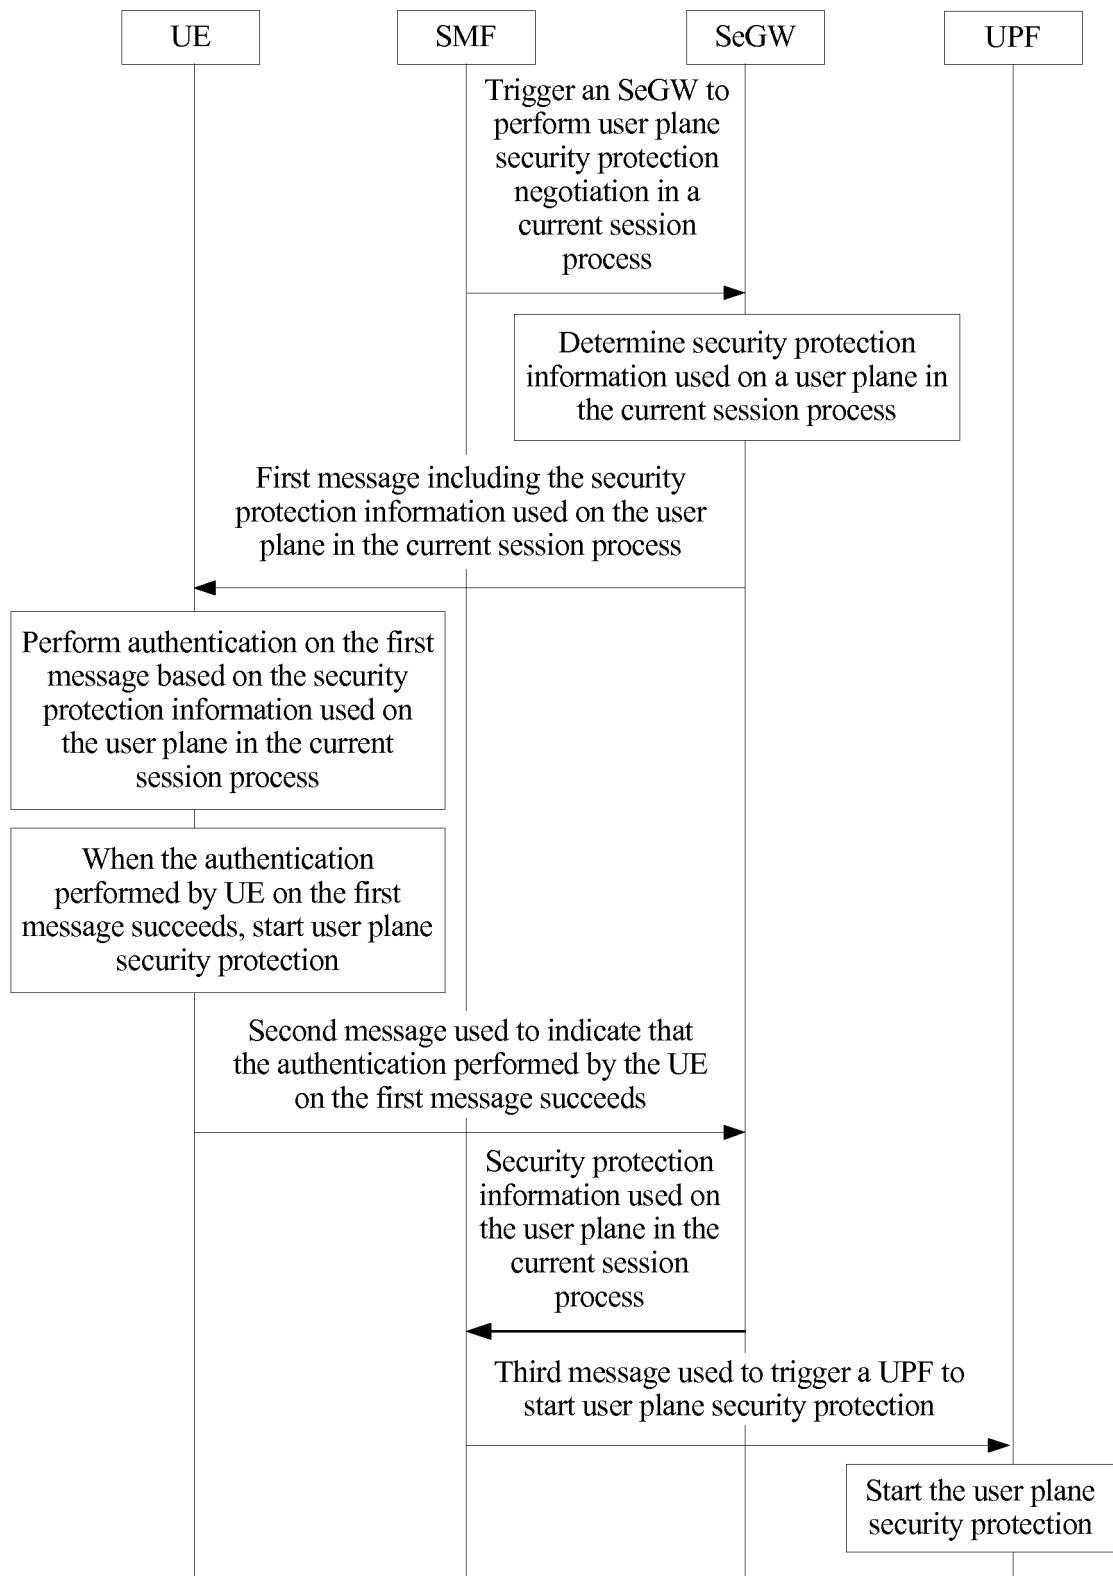 UE
SMF
SeGW
UPF
Trigger an SeGW to
perform user plane
security protection
negotiation in a
current session
process
Determine security protection
information used on a user plane in
the current session process
First message including the security
protection information used on the user
plane in the current session process
Perform authentication on the first
message based on the security
protection information used on
the user plane in the current
session process
When the authentication
performed by UE on the first
message succeeds, start user plane
security protection
Second message used to indicate that
the authentication performed by the UE
on the first message succeeds
Security protection
information used on
the user plane in the
current session
process
Third message used to trigger a UPF to
start user plane security protection
Start the user plane
security protection